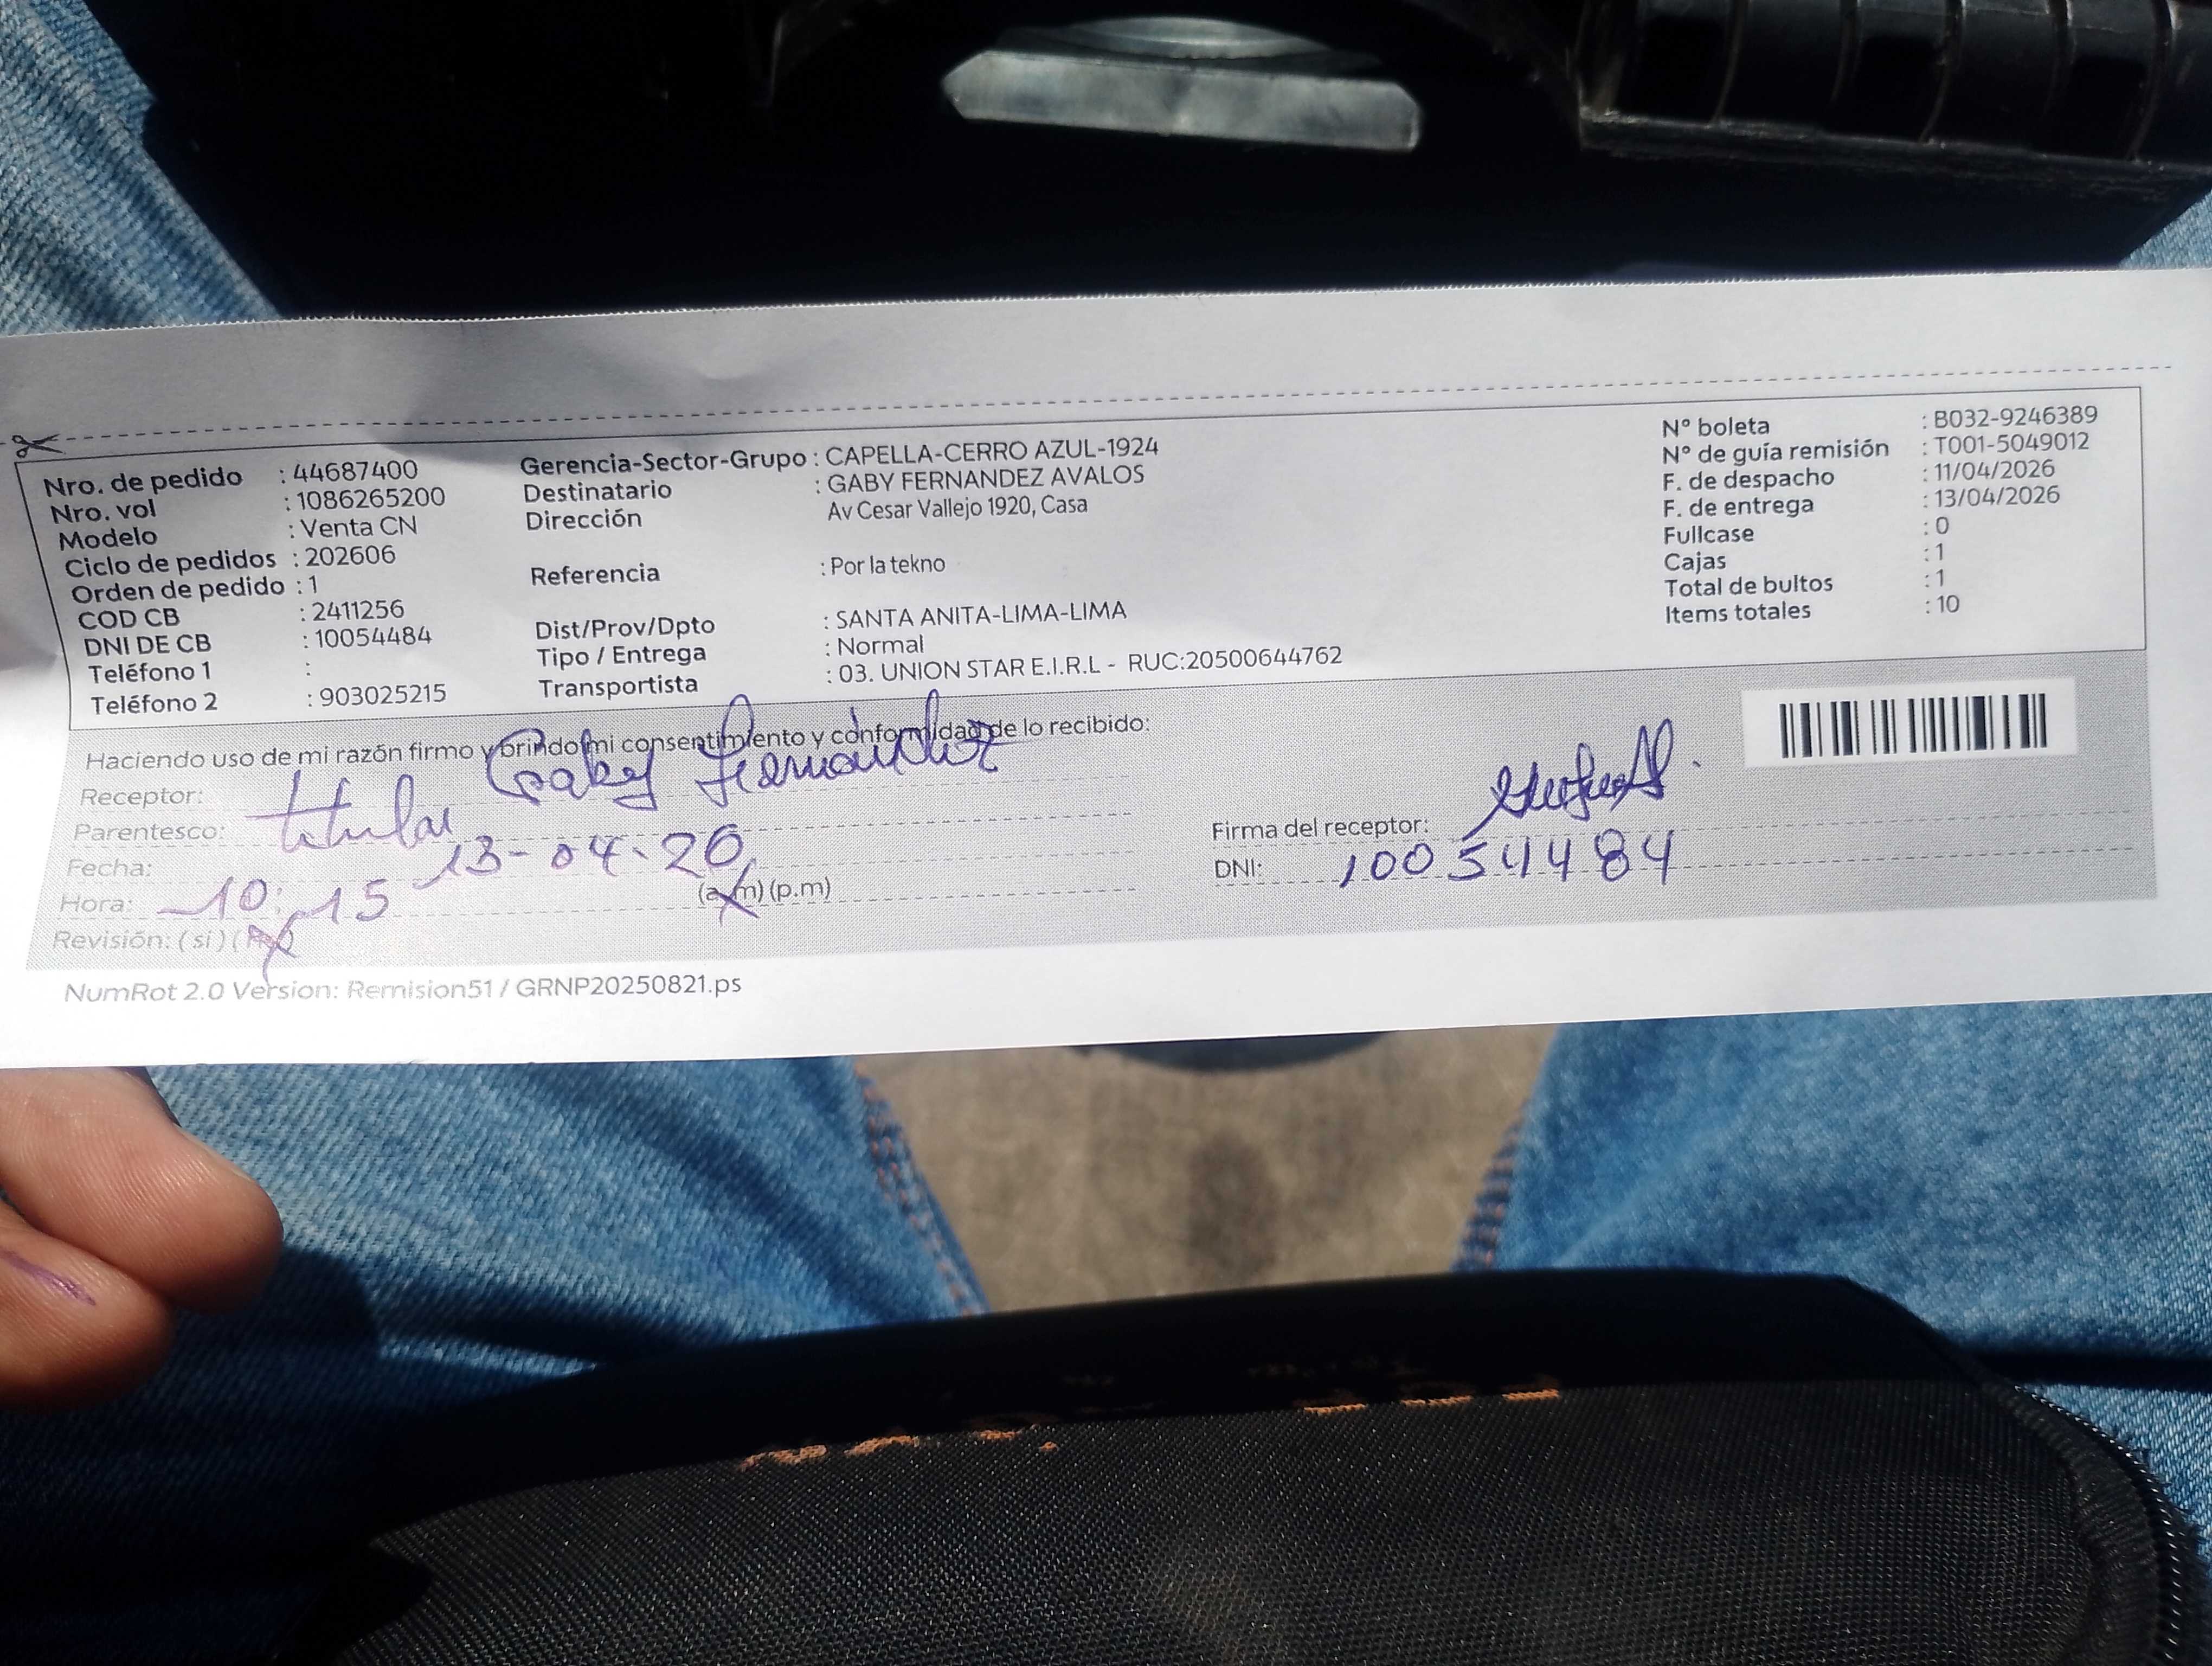 Nro. de pedido : 44687400
Nro. vol : 1086265200
Modelo : Venta CN
Ciclo de pedidos : 202606
Orden de pedido : 1
COD CB : 2411256
DNI DE CB : 10054484
Teléfono 1 :
Teléfono 2 : 903025215
Gerencia-Sector-Grupo : CAPELLA-CERRO AZUL-1924
Destinatario : GABY FERNANDEZ AVALOS
Dirección Av Cesar Vallejo 1920, Casa
Referencia : Por la tekno
Dist/Prov/Dpto : SANTA ANITA-LIMA-LIMA
Tipo / Entrega : Normal
Transportista : 03. UNION STAR E.I.R.L - RUC:20500644762
N° boleta : B032-9246389
N° de guía remisión : T001-5049012
F. de despacho : 11/04/2026
F. de entrega : 13/04/2026
Fullcase : 0
Cajas : 1
Total de bultos : 1
Items totales : 10
Haciendo uso de mi razón firmo y brindo mi consentimiento y conformidad de lo recibido:
Receptor: Gaby Fernandez
Parentesco: titular
Fecha: 13-04-26
Hora: 10:15 (a.m) (p.m)
Revisión: (si) (no)
Firma del receptor:
DNI: 10054484
NumRot 2.0 Version: Remision51 / GRNP20250821.ps